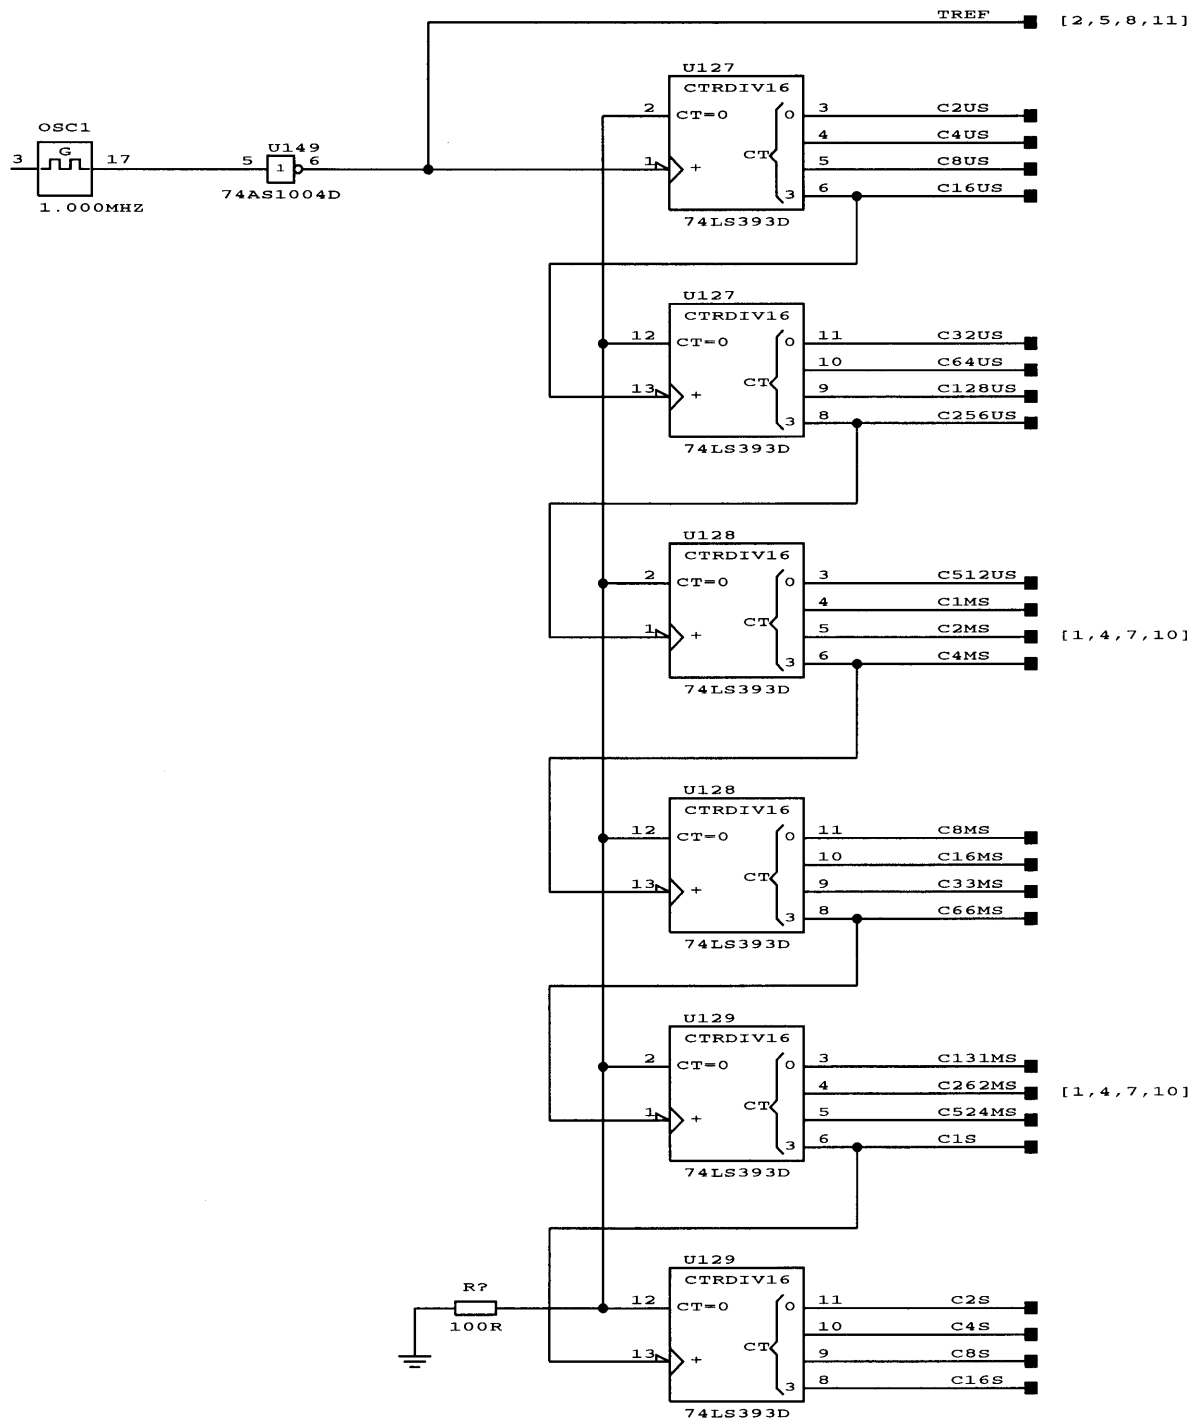 TREF [2,5,8,11]
OSC1
3 G 17
1.000MHZ
U149
5 1 6
74AS1004D
U127
CTRDIV16
2 CT=0 0 3 C2US
4 C4US
1 + CT 5 C8US
3 6 C16US
74LS393D
U127
CTRDIV16
12 CT=0 0 11 C32US
10 C64US
13 + CT 9 C128US
3 8 C256US
74LS393D
U128
CTRDIV16
2 CT=0 0 3 C512US
4 C1MS
1 + CT 5 C2MS [1,4,7,10]
3 6 C4MS
74LS393D
U128
CTRDIV16
12 CT=0 0 11 C8MS
10 C16MS
13 + CT 9 C33MS
3 8 C66MS
74LS393D
U129
CTRDIV16
2 CT=0 0 3 C131MS
4 C262MS [1,4,7,10]
1 + CT 5 C524MS
3 6 C1S
74LS393D
U129
CTRDIV16
R?
100R
12 CT=0 0 11 C2S
10 C4S
13 + CT 9 C8S
3 8 C16S
74LS393D